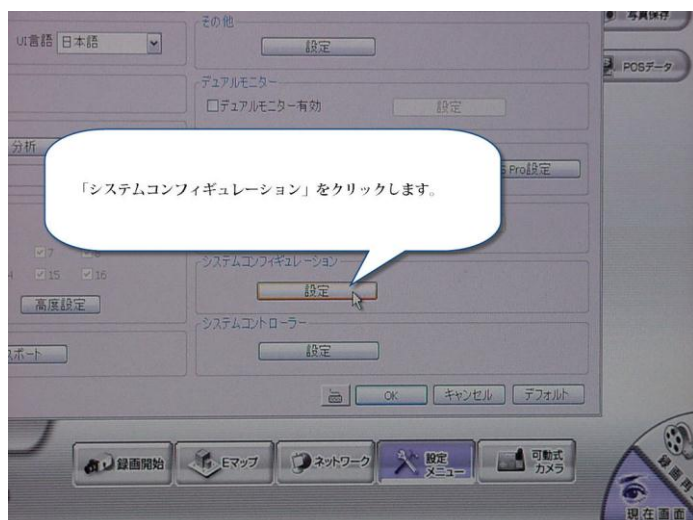 写真保存
その他
UI言語 日本語
設定
PCSデータ
デュアルモニター
デュアルモニター有効
設定
分析
Pro設定
「システムコンフィギュレーション」をクリックします。
7
15 16
システムコンフィギュレーション
設定
高度設定
システムコントローラー
設定
ポート
OK キャンセル デフォルト
録画開始 Eマップ ネットワーク 設定メニュー 可動式カメラ
録画再
現在画面